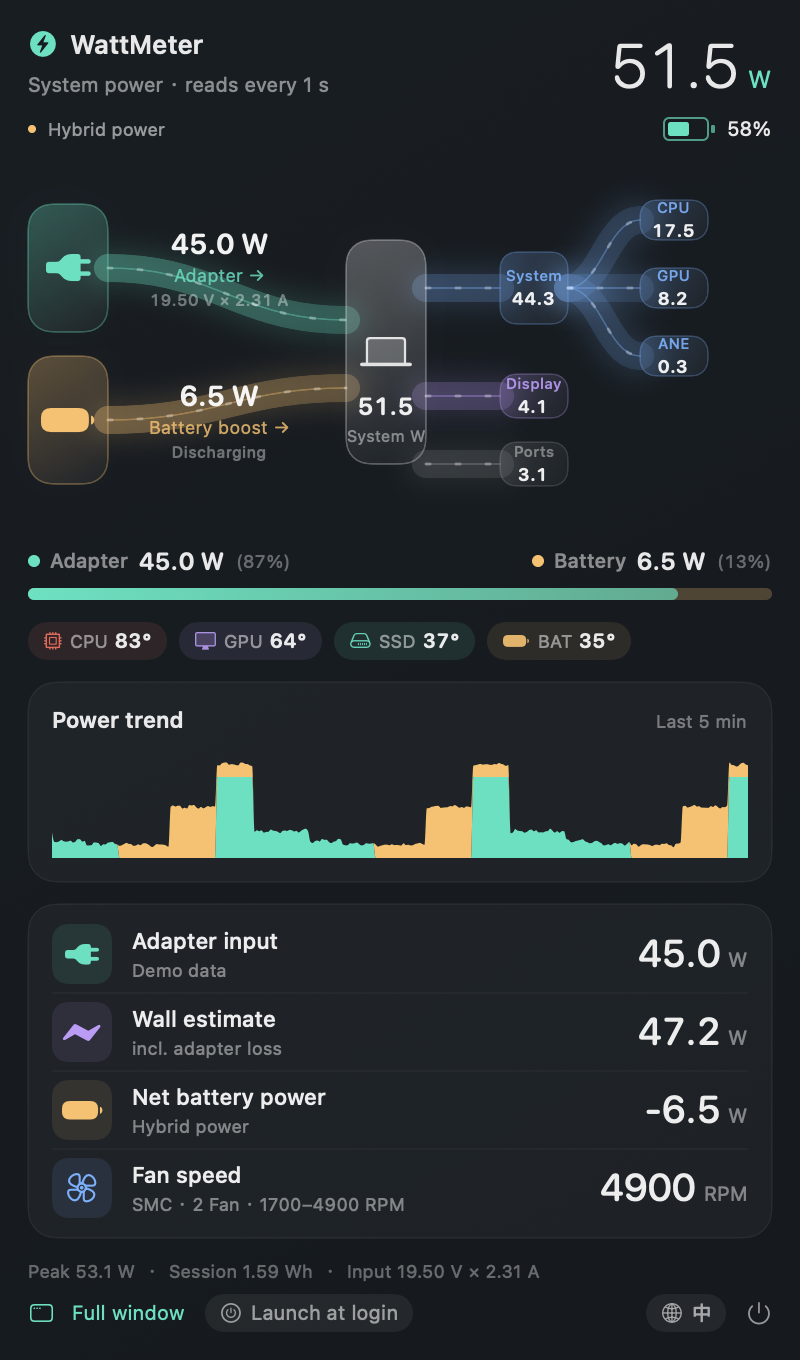 WattMeter
System power · reads every 1 s
51.5 W
Hybrid power
58%
45.0 W
Adapter →
19.50 V × 2.31 A
6.5 W
Battery boost →
Discharging
51.5
System W
System
44.3
Display
4.1
Ports
3.1
CPU
17.5
GPU
8.2
ANE
0.3
Adapter 45.0 W (87%)
Battery 6.5 W (13%)
CPU 83°
GPU 64°
SSD 37°
BAT 35°
Power trend
Last 5 min
Adapter input
Demo data
45.0 W
Wall estimate
incl. adapter loss
47.2 W
Net battery power
Hybrid power
-6.5 W
Fan speed
SMC · 2 Fan · 1700–4900 RPM
4900 RPM
Peak 53.1 W · Session 1.59 Wh · Input 19.50 V × 2.31 A
Full window
Launch at login
中